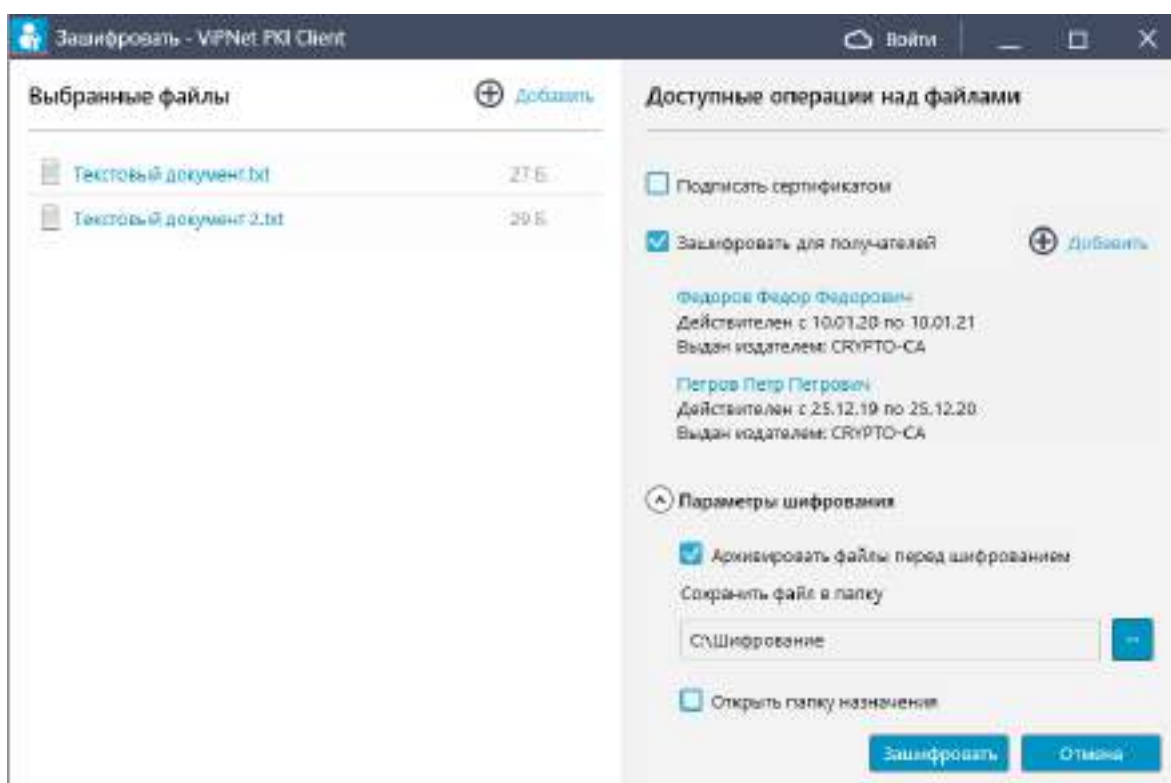 Зашифровать - ViPNet PKI Client
Войти
Выбранные файлы
Добавить
Текстовый документ.txt
27 Б
Текстовый документ 2.txt
29 Б
Доступные операции над файлами
Подписать сертификатом
Зашифровать для получателей
Добавить
Федоров Федор Федорович
Действителен с 10.01.20 по 10.01.21
Выдан издателем: CRYPTO-CA
Петров Петр Петрович
Действителен с 25.12.19 по 25.12.20
Выдан издателем: CRYPTO-CA
Параметры шифрования
Архивировать файлы перед шифрованием
Сохранить файл в папку
C:\Шифрование
...
Открыть папку назначения
Зашифровать
Отмена